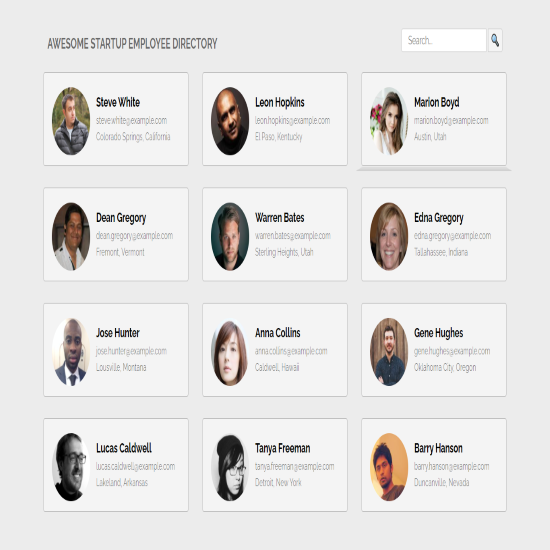 AWESOME STARTUP EMPLOYEE DIRECTORY
Search...
Steve White
steve.white@example.com
Colorado Springs, California
Leon Hopkins
leon.hopkins@example.com
El Paso, Kentucky
Marion Boyd
marion.boyd@example.com
Austin, Utah
Dean Gregory
dean.gregory@example.com
Fremont, Vermont
Warren Bates
warren.bates@example.com
Sterling Heights, Utah
Edna Gregory
edna.gregory@example.com
Tallahassee, Indiana
Jose Hunter
jose.hunter@example.com
Lousville, Montana
Anna Collins
anna.collins@example.com
Caldwell, Hawaii
Gene Hughes
gene.hughes@example.com
Oklahoma City, Oregon
Lucas Caldwell
lucas.caldwell@example.com
Lakeland, Arkansas
Tanya Freeman
tanya.freeman@example.com
Detroit, New York
Barry Hanson
barry.hanson@example.com
Duncanville, Nevada